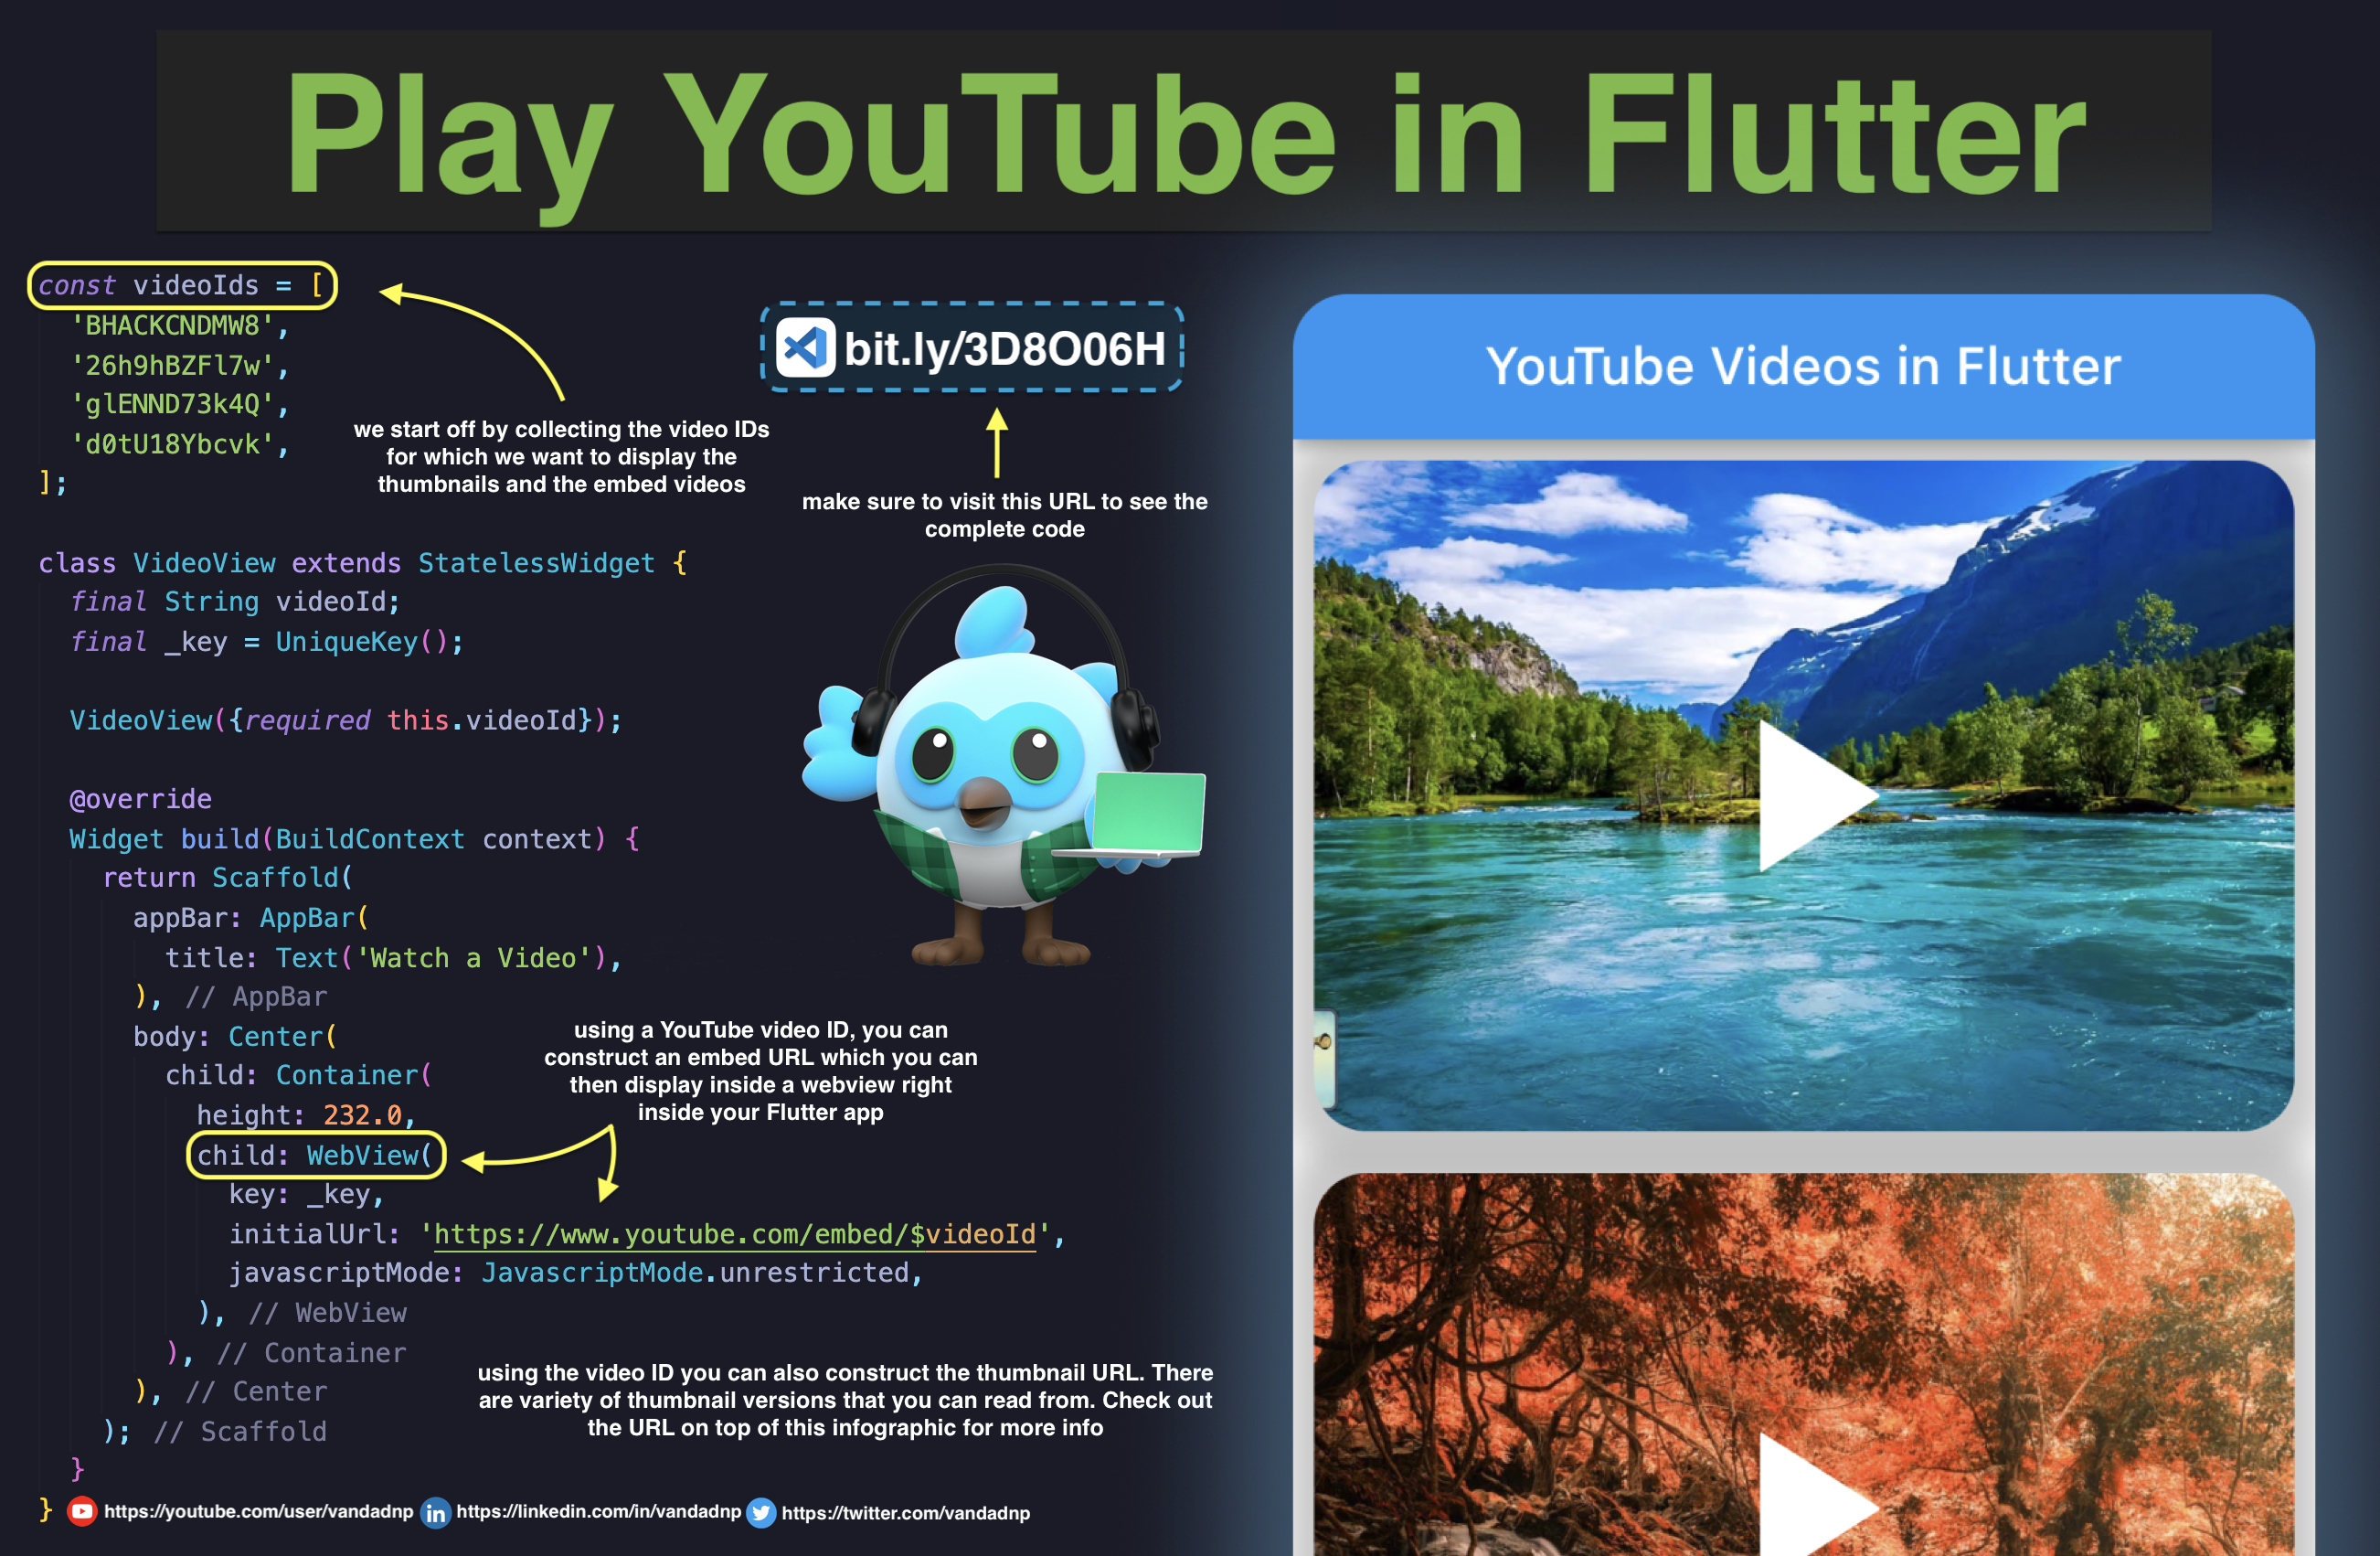 Play YouTube in Flutter
const videoIds = [
'BHACKCNDMW8',
'26h9hBZFl7w',
'glENND73k4Q',
'd0tU18Ybcvk',
];
we start off by collecting the video IDs
for which we want to display the
thumbnails and the embed videos
bit.ly/3D8O06H
make sure to visit this URL to see the
complete code
class VideoView extends StatelessWidget {
final String videoId;
final _key = UniqueKey();
VideoView({required this.videoId});
@override
Widget build(BuildContext context) {
return Scaffold(
appBar: AppBar(
title: Text('Watch a Video'),
), // AppBar
body: Center(
child: Container(
height: 232.0,
child: WebView(
key: _key,
initialUrl: 'https://www.youtube.com/embed/$videoId',
javascriptMode: JavascriptMode.unrestricted,
), // WebView
), // Container
), // Center
); // Scaffold
}
}
using a YouTube video ID, you can
construct an embed URL which you can
then display inside a webview right
inside your Flutter app
using the video ID you can also construct the thumbnail URL. There
are variety of thumbnail versions that you can read from. Check out
the URL on top of this infographic for more info
https://youtube.com/user/vandadnp https://linkedin.com/in/vandadnp https://twitter.com/vandadnp
YouTube Videos in Flutter